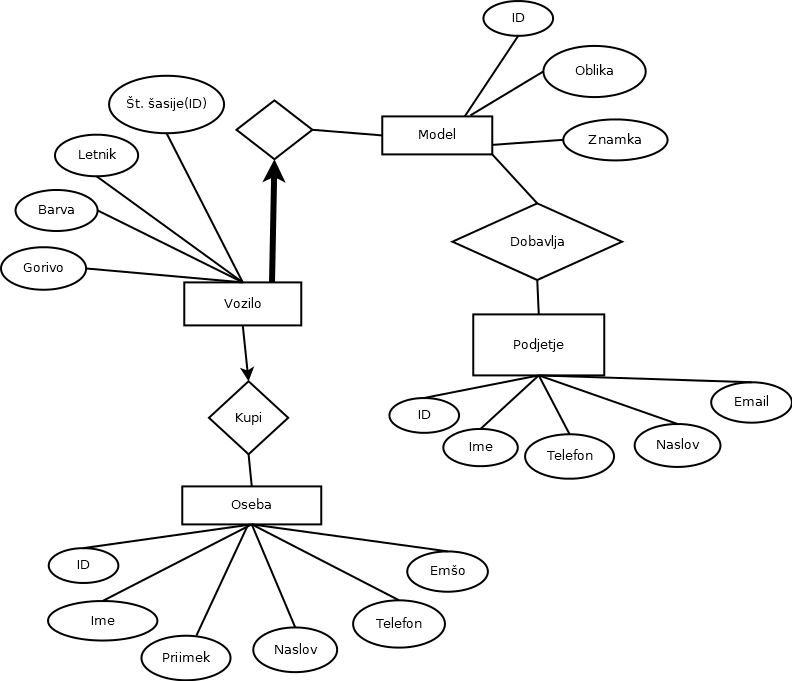 ID
Oblika
Št. šasije(ID)
Model
Znamka
Letnik
Barva
Dobavlja
Gorivo
Vozilo
Podjetje
Email
ID
Kupi
Ime
Telefon
Naslov
Oseba
ID
Emšo
Ime
Telefon
Priimek
Naslov